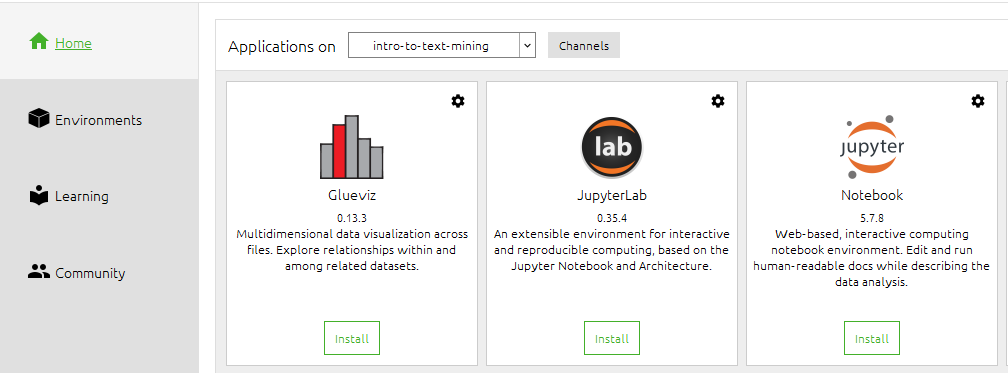 Home
Environments
Learning
Community
Applications on intro-to-text-mining Channels
Glueviz
0.13.3
Multidimensional data visualization across
files. Explore relationships within and
among related datasets.
Install
lab
JupyterLab
0.35.4
An extensible environment for interactive
and reproducible computing, based on the
Jupyter Notebook and Architecture.
Install
jupyter
Notebook
5.7.8
Web-based, interactive computing
notebook environment. Edit and run
human-readable docs while describing the
data analysis.
Install